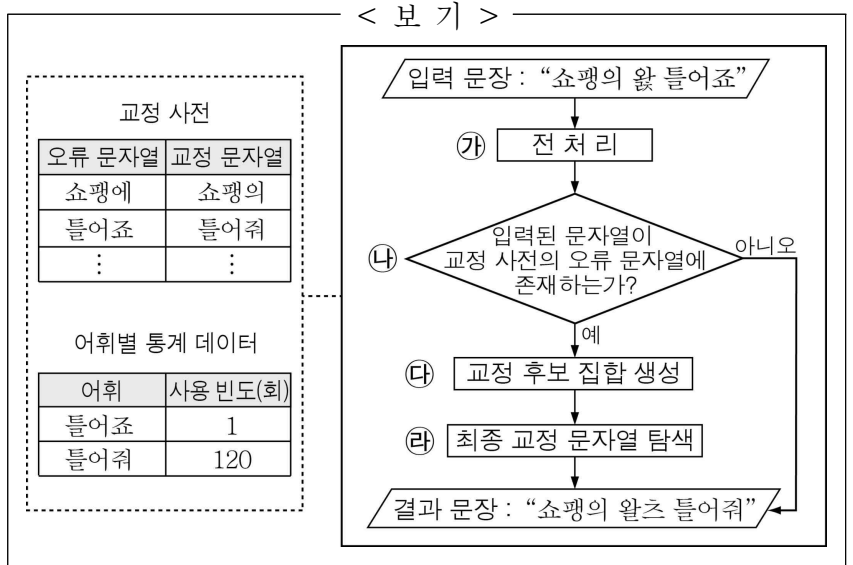 < 보 기 >
교정 사전
오류 문자열 교정 문자열
쇼팽에 쇼팽의
틀어죠 틀어줘
⋮ ⋮
어휘별 통계 데이터
어휘 사용 빈도(회)
틀어죠 1
틀어줘 120
입력 문장 : “쇼팽의 왌 틀어죠”
㉮ 전 처 리
㉯ 입력된 문자열이
교정 사전의 오류 문자열에
존재하는가?
아니오
예
㉰ 교정 후보 집합 생성
㉱ 최종 교정 문자열 탐색
결과 문장 : “쇼팽의 왈츠 틀어줘”